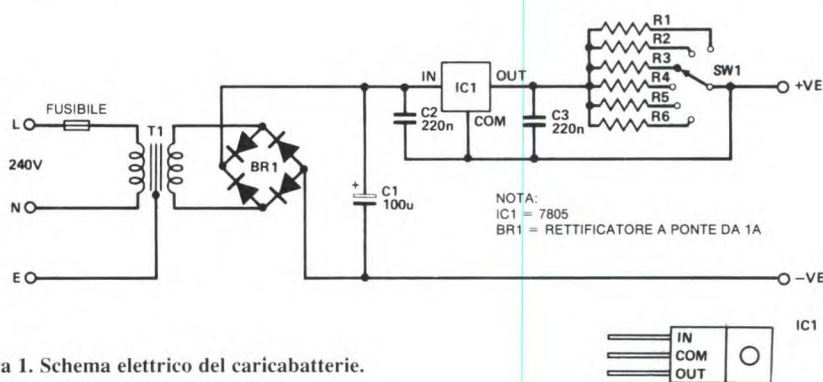 R1
R2
R3
R4
R5
R6
SW1
+VE
IN
IC1
OUT
COM
C2
220n
C3
220n
FUSIBILE
L
T1
240V
BR1
N
+
C1
100u
NOTA:
IC1 = 7805
BR1 = RETTIFICATORE A PONTE DA 1A
E
–VE
IC1
IN
COM
OUT
a 1. Schema elettrico del caricabatterie.